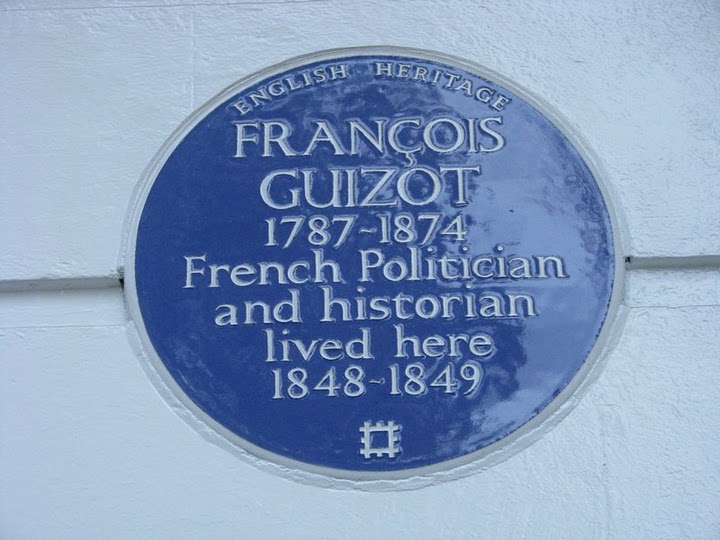 ENGLISH HERITAGE
FRANÇOIS
GUIZOT
1787-1874
French Politician
and historian
lived here
1848-1849